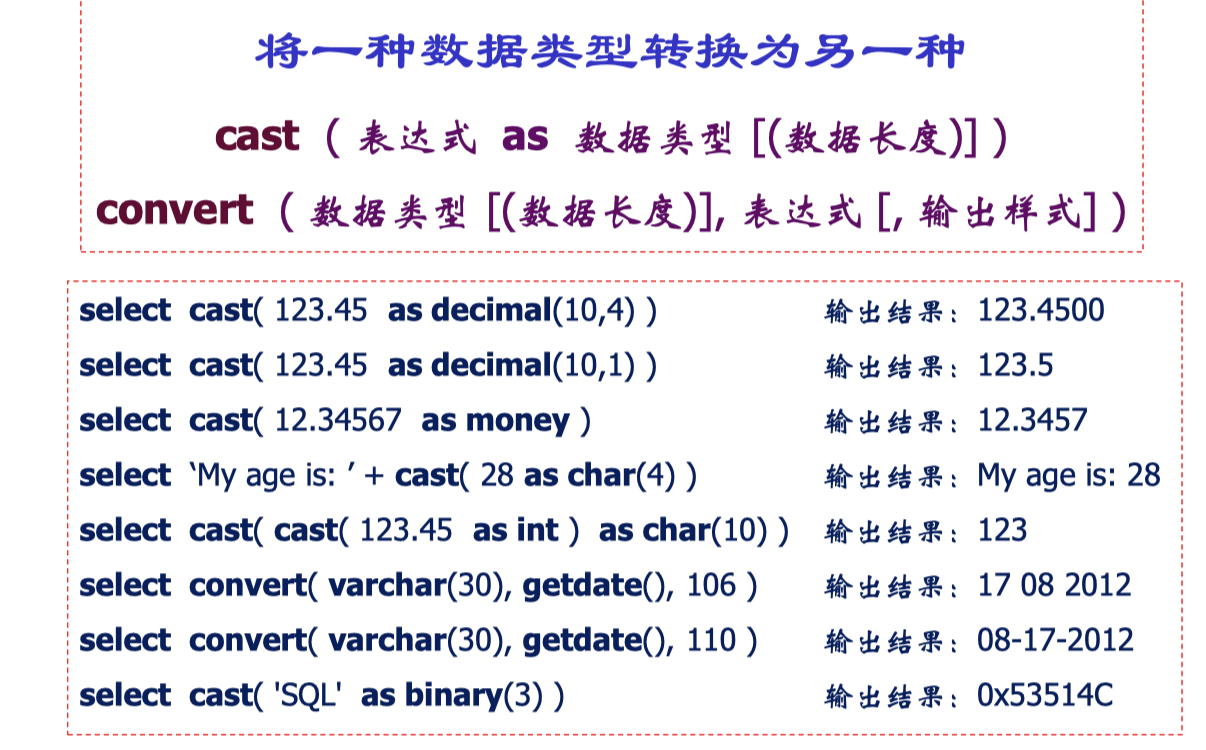 将一种数据类型转换为另一种
cast ( 表达式 as 数据类型 [(数据长度)] )
convert ( 数据类型 [(数据长度)], 表达式 [, 输出样式] )
select cast( 123.45 as decimal(10,4) ) 输出结果: 123.4500
select cast( 123.45 as decimal(10,1) ) 输出结果: 123.5
select cast( 12.34567 as money ) 输出结果: 12.3457
select ‘My age is: ’ + cast( 28 as char(4) ) 输出结果: My age is: 28
select cast( cast( 123.45 as int ) as char(10) ) 输出结果: 123
select convert( varchar(30), getdate(), 106 ) 输出结果: 17 08 2012
select convert( varchar(30), getdate(), 110 ) 输出结果: 08-17-2012
select cast( 'SQL' as binary(3) ) 输出结果: 0x53514C